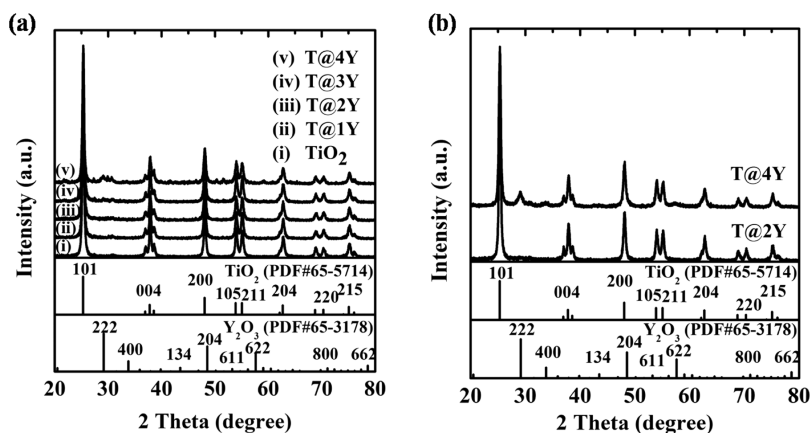 (a)
Intensity (a.u.)
(v) T@4Y
(iv) T@3Y
(iii) T@2Y
(ii) T@1Y
(i) TiO2
(v)
(iv)
(iii)
(ii)
(i)
101
TiO2 (PDF#65-5714)
004
200
105 211
204
220
215
Y2O3 (PDF#65-3178)
222
400
134
204
611
622
800
662
20 30 40 50 60 70 80
2 Theta (degree)
(b)
Intensity (a.u.)
T@4Y
T@2Y
101
TiO2 (PDF#65-5714)
004
200
105 211
204
220
215
Y2O3 (PDF#65-3178)
222
400
134
204
611
622
800
662
20 30 40 50 60 70 80
2 Theta (degree)